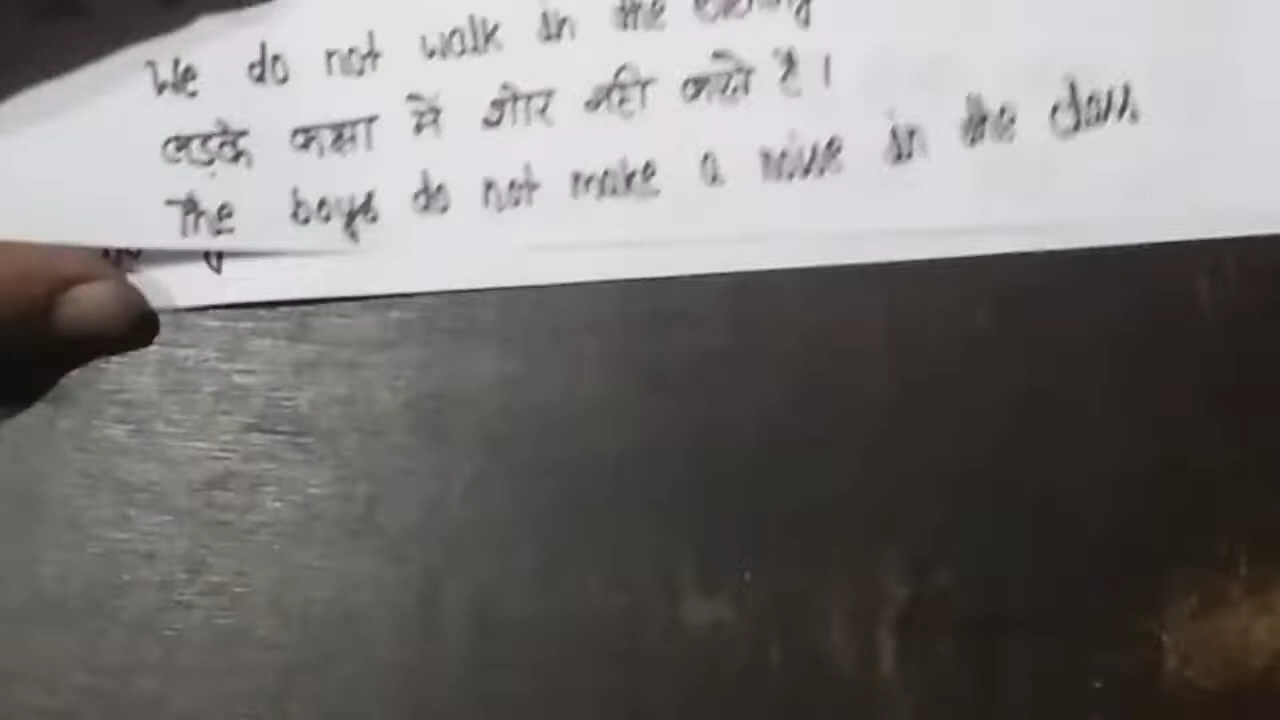 We do not walk in the evening
लड़के कक्षा में शोर नही करते है।
The boys do not make a noise in the class.